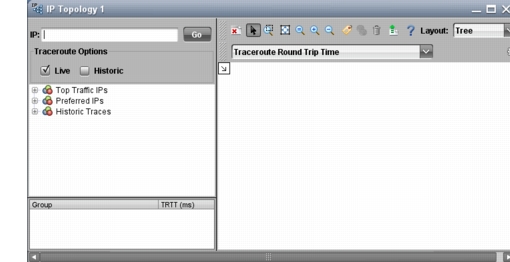 IP Topology 1
IP:
Go
Layout: Tree
Traceroute Options
Live Historic
Traceroute Round Trip Time
Top Traffic IPs
Preferred IPs
Historic Traces
Group TRTT (ms)